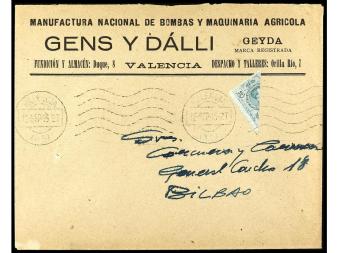 MANUFACTURA NACIONAL DE BOMBAS Y MAQUINARIA AGRICOLA
GENS Y DÁLLI GEYDA
MARCA REGISTRADA
FUNDICIÓN Y ALMACÉN: Duque, 8 VALENCIA DESPACHO Y TALLERES: Orilla Rio, 7
Sres.
General Concha 18
BILBAO